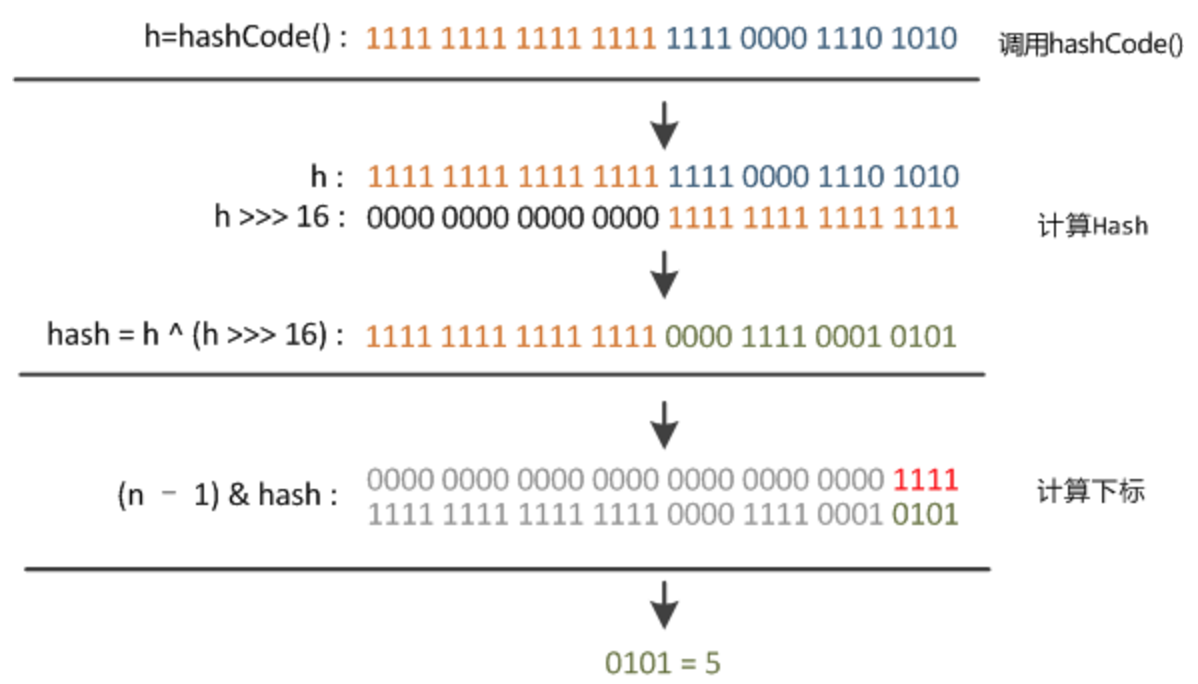 h=hashCode() : 1111 1111 1111 1111 1111 0000 1110 1010 调用hashCode()
h : 1111 1111 1111 1111 1111 0000 1110 1010
h >>> 16 : 0000 0000 0000 0000 1111 1111 1111 1111
计算Hash
hash = h ^ (h >>> 16) : 1111 1111 1111 1111 0000 1111 0001 0101
0000 0000 0000 0000 0000 0000 0000 1111
(n － 1) & hash : 计算下标
1111 1111 1111 1111 0000 1111 0001 0101
0101 = 5